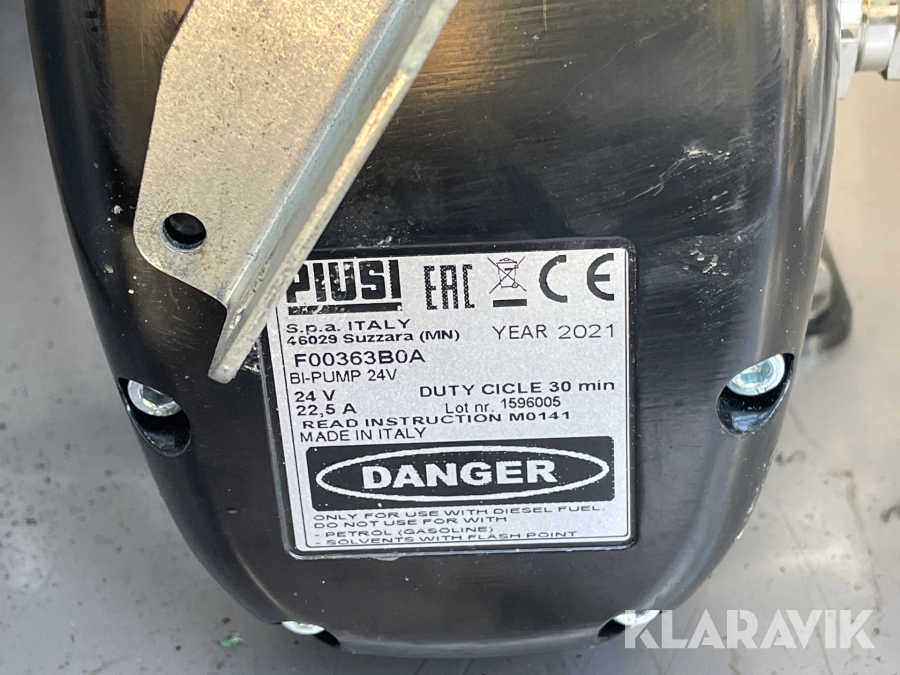 PIUSI EAC CE
S.p.a. ITALY
46029 Suzzara (MN) YEAR 2021
F00363B0A
BI-PUMP 24V
24 V DUTY CICLE 30 min
22,5 A Lot nr. 1596005
READ INSTRUCTION M0141
MADE IN ITALY
DANGER
ONLY FOR USE WITH DIESEL FUEL.
DO NOT USE FOR WITH
- PETROL (GASOLINE)
- SOLVENTS WITH FLASH POINT
KLARAVIK